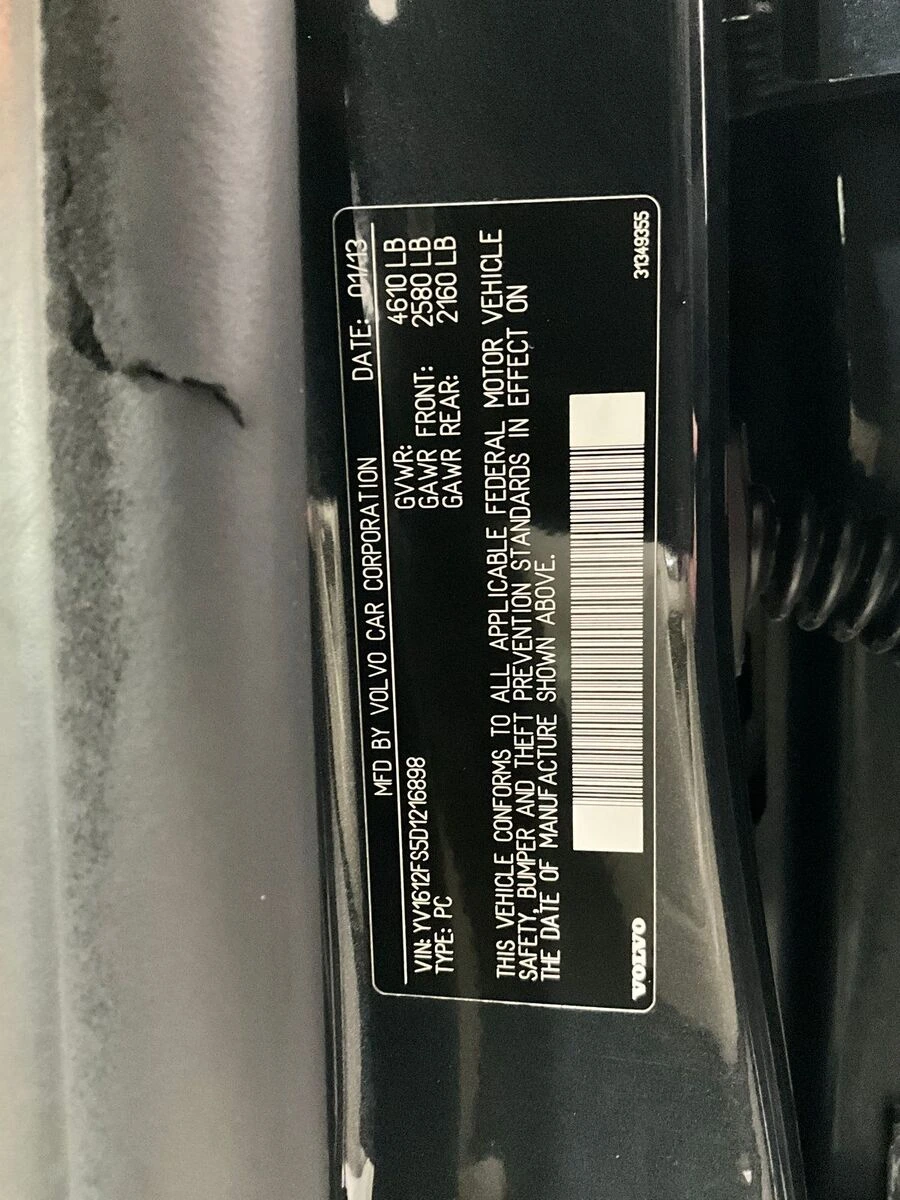 MFD BY VOLVO CAR CORPORATION DATE: 01/13
GVWR: 4610 LB
GAWR FRONT: 2580 LB
GAWR REAR: 2160 LB
VIN: YV1612FS5D1216898
TYPE: PC
THIS VEHICLE CONFORMS TO ALL APPLICABLE FEDERAL MOTOR VEHICLE
SAFETY, BUMPER AND THEFT PREVENTION STANDARDS IN EFFECT ON
THE DATE OF MANUFACTURE SHOWN ABOVE.
VOLVO
31349355